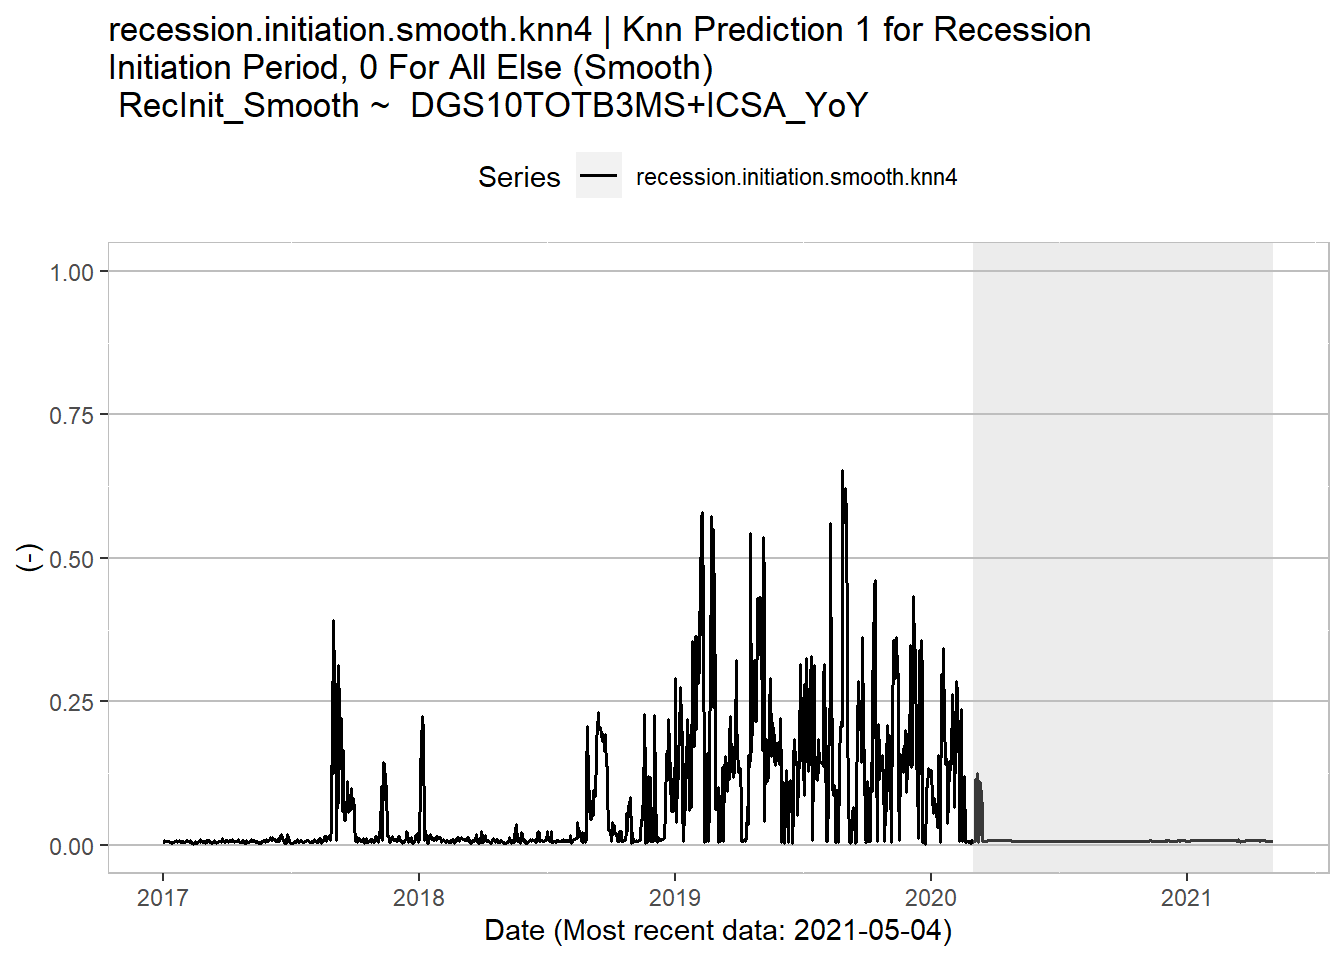 recession.initiation.smooth.knn4 | Knn Prediction 1 for Recession
Initiation Period, 0 For All Else (Smooth)
RecInit_Smooth ~ DGS10TOTB3MS+ICSA_YoY
Series
recession.initiation.smooth.knn4
1.00
0.75
0.50
0.25
0.00
(-)
2017
2018
2019
2020
2021
Date (Most recent data: 2021-05-04)